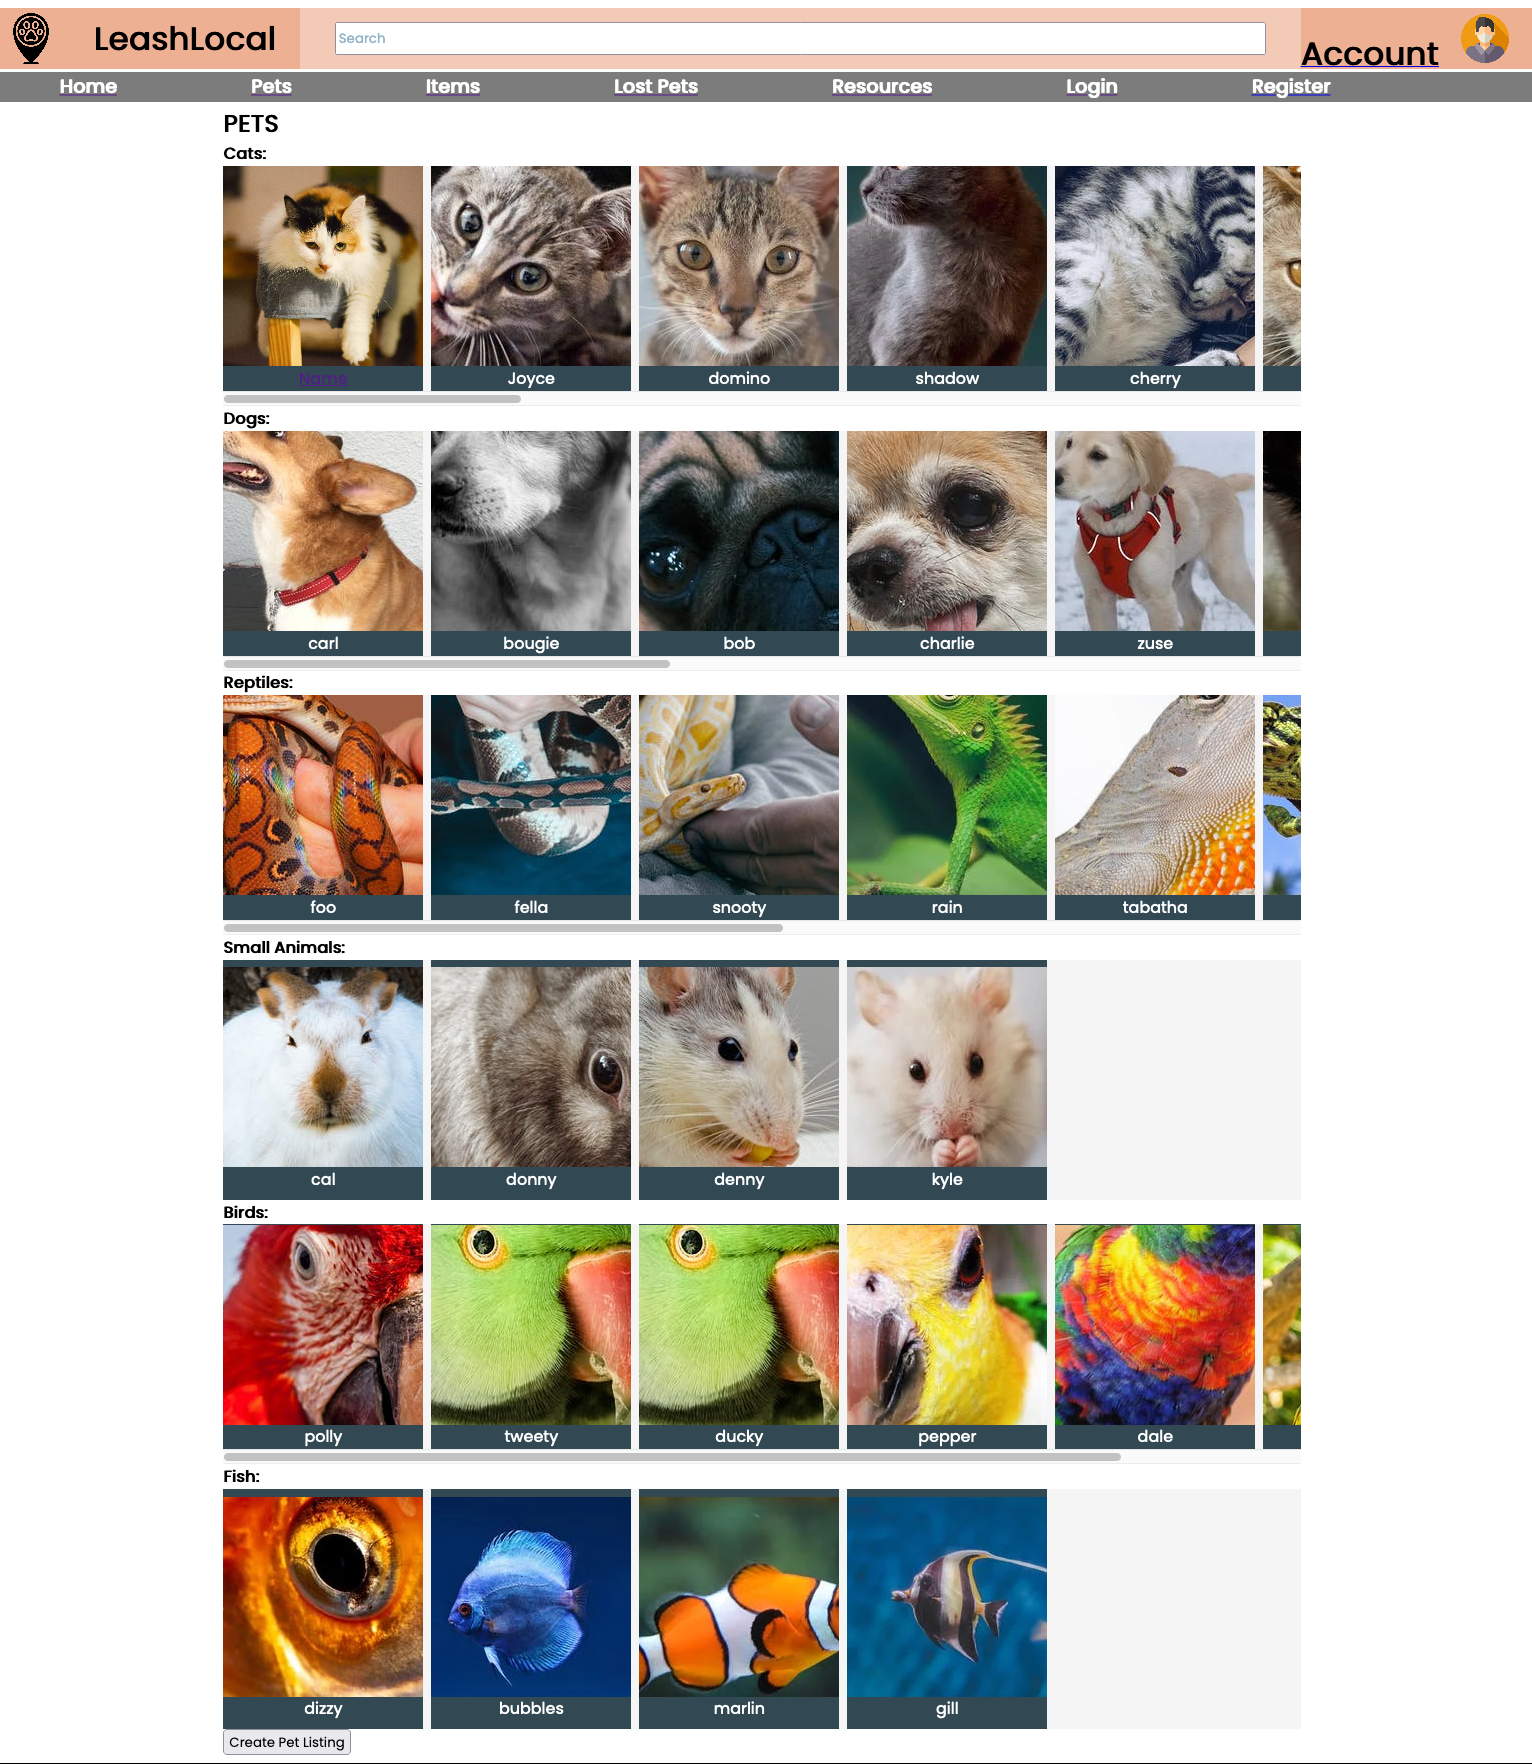 LeashLocal
Search
Account
Home Pets Items Lost Pets Resources Login Register
PETS
Cats:
Name Joyce domino shadow cherry
Dogs:
carl bougie bob charlie zuse
Reptiles:
foo fella snooty rain tabatha
Small Animals:
cal donny denny kyle
Birds:
polly tweety ducky pepper dale
Fish:
dizzy bubbles marlin gill
Create Pet Listing